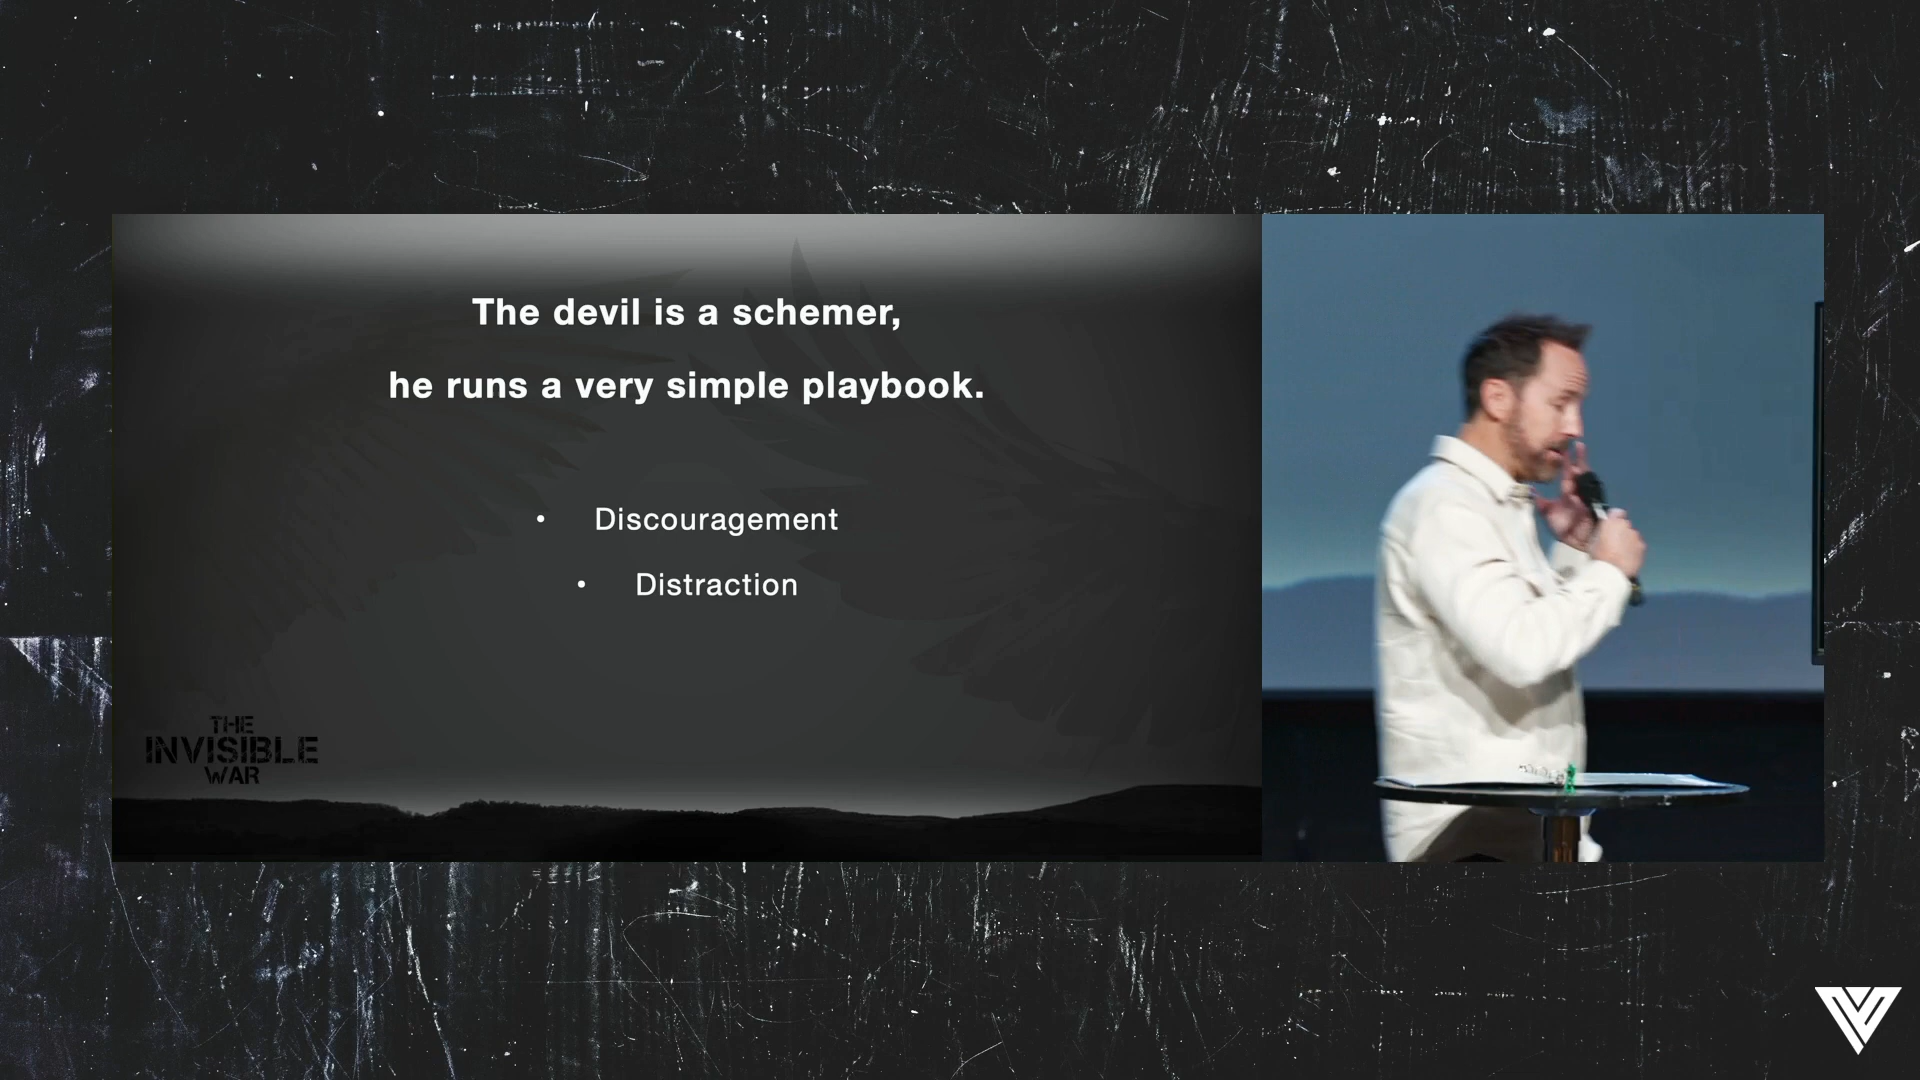 The devil is a schemer,
he runs a very simple playbook.
• Discouragement
• Distraction
THE
INVISIBLE
WAR